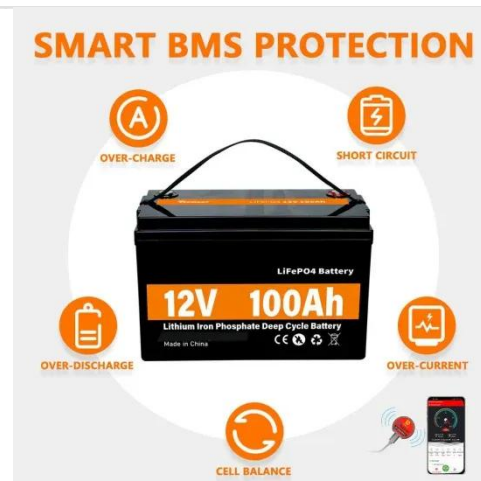 SMART BMS PROTECTION
OVER-CHARGE
SHORT CIRCUIT
LiFePO4 Battery
12V 100Ah
Lithium Iron Phosphate Deep Cycle Battery
Made in China
CE
OVER-DISCHARGE
OVER-CURRENT
CELL BALANCE